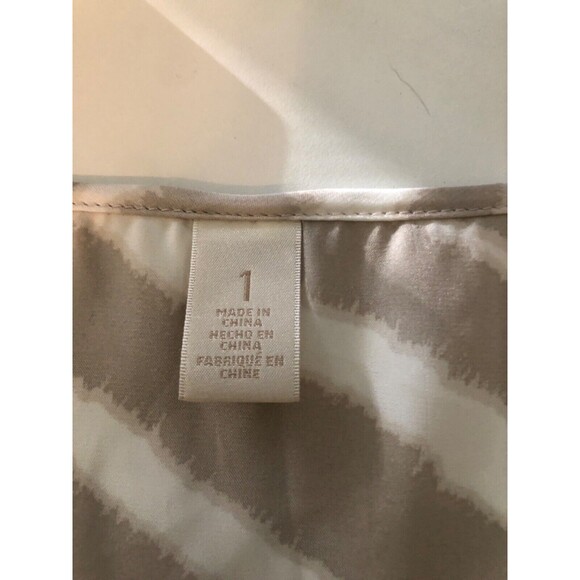 1
MADE IN
CHINA
HECHO EN
CHINA
FABRIQUÉ EN
CHINE